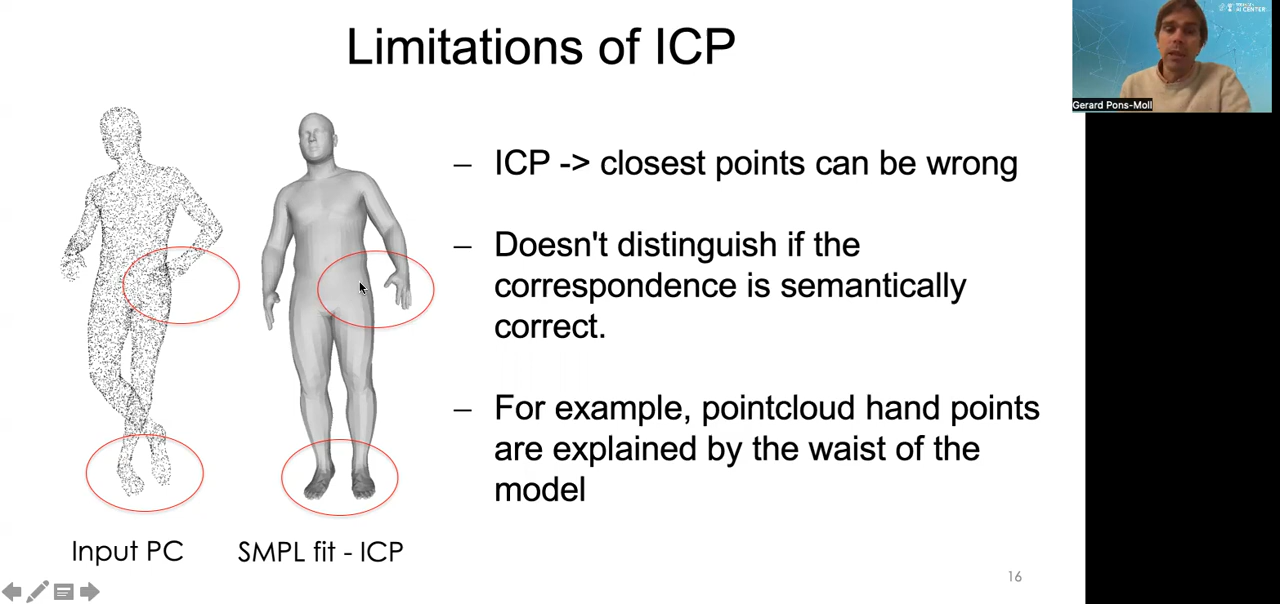 Limitations of ICP
AI CENTER
Gerard Pons-Moll
– ICP -> closest points can be wrong
– Doesn't distinguish if the
correspondence is semantically
correct.
– For example, pointcloud hand points
are explained by the waist of the
model
Input PC
SMPL fit - ICP
16